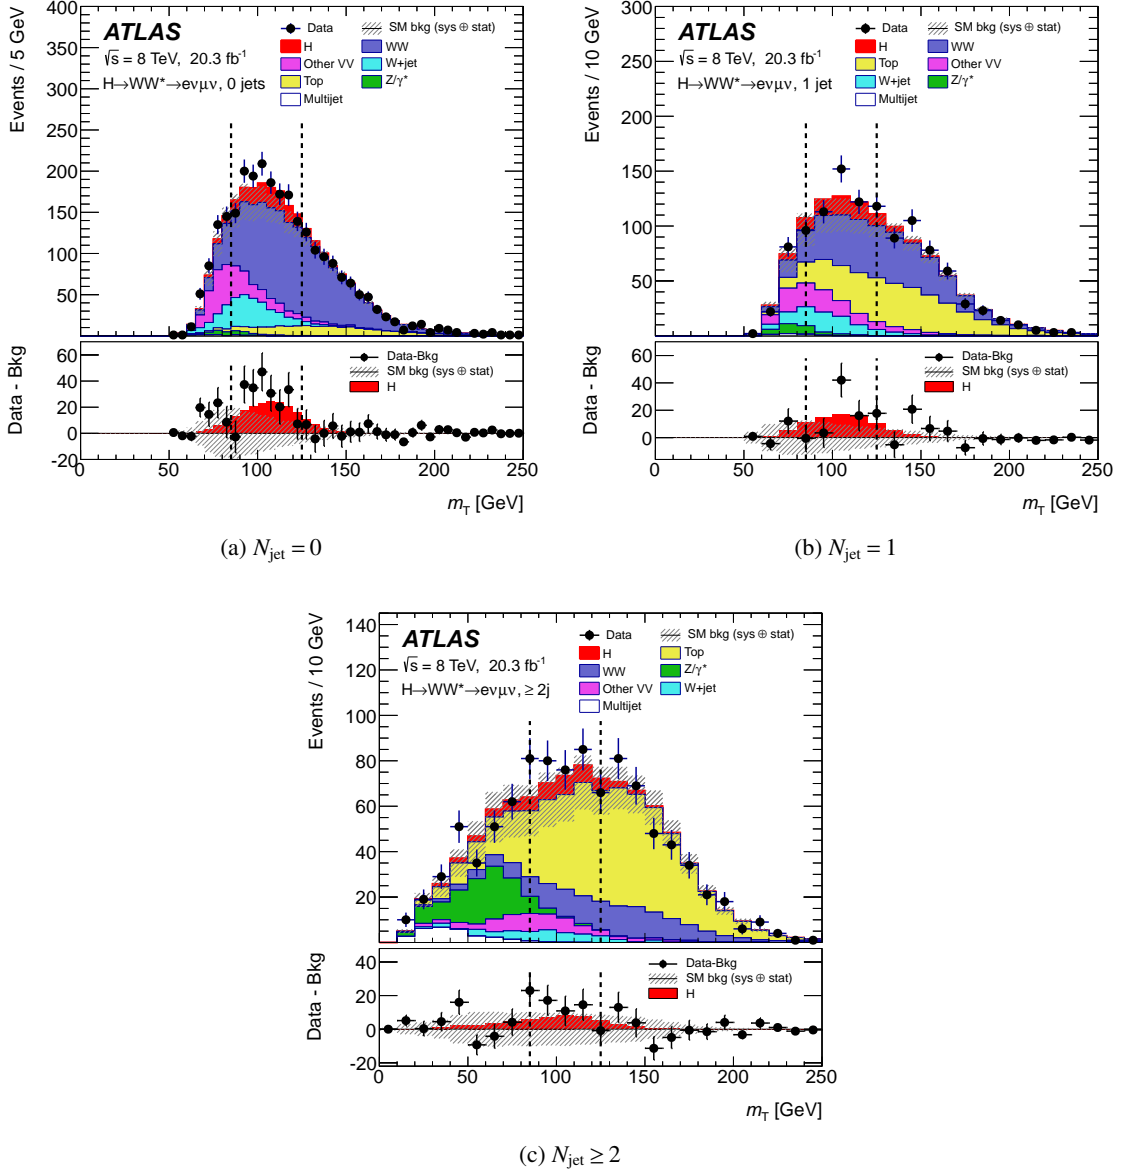 ATLAS
√s = 8 TeV, 20.3 fb⁻¹
H→WW*→eνμν, 0 jets
Data
SM bkg (sys ⊕ stat)
H
WW
Other VV
W+jet
Top
Z/γ*
Multijet
Events / 5 GeV
400
350
300
250
200
150
100
50
Data - Bkg
60
40
20
0
-20
Data-Bkg
SM bkg (sys ⊕ stat)
H
0 50 100 150 200 250
m_T [GeV]
(a) N_jet = 0
ATLAS
√s = 8 TeV, 20.3 fb⁻¹
H→WW*→eνμν, 1 jet
Data
SM bkg (sys ⊕ stat)
H
WW
Top
Other VV
W+jet
Z/γ*
Multijet
Events / 10 GeV
300
250
200
150
100
50
Data - Bkg
60
40
20
0
Data-Bkg
SM bkg (sys ⊕ stat)
H
0 50 100 150 200 250
m_T [GeV]
(b) N_jet = 1
ATLAS
√s = 8 TeV, 20.3 fb⁻¹
H→WW*→eνμν, ≥ 2j
Data
SM bkg (sys ⊕ stat)
H
Top
WW
Z/γ*
Other VV
W+jet
Multijet
Events / 10 GeV
140
120
100
80
60
40
20
Data - Bkg
40
20
0
-20
Data-Bkg
SM bkg (sys ⊕ stat)
H
0 50 100 150 200 250
m_T [GeV]
(c) N_jet ≥ 2